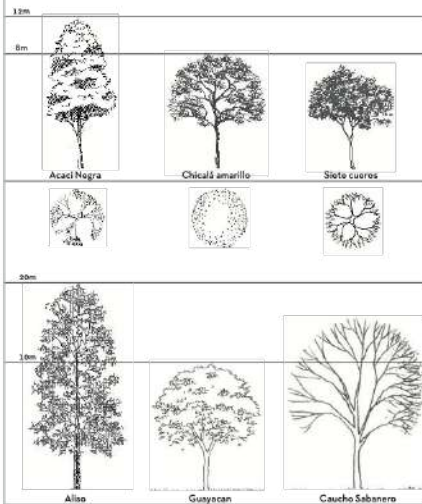 12m
8m
Acaci Negra
Chicalá amarillo
Siete cueros
20m
10m
Aliso
Guayacan
Caucho Sabanero